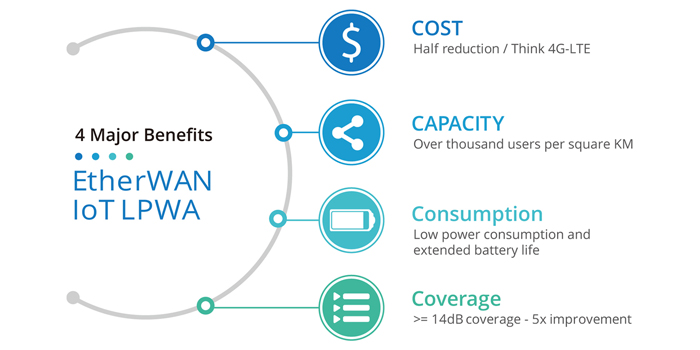 4 Major Benefits
EtherWAN
IoT LPWA
COST
Half reduction / Think 4G-LTE
CAPACITY
Over thousand users per square KM
Consumption
Low power consumption and
extended battery life
Coverage
>= 14dB coverage - 5x improvement